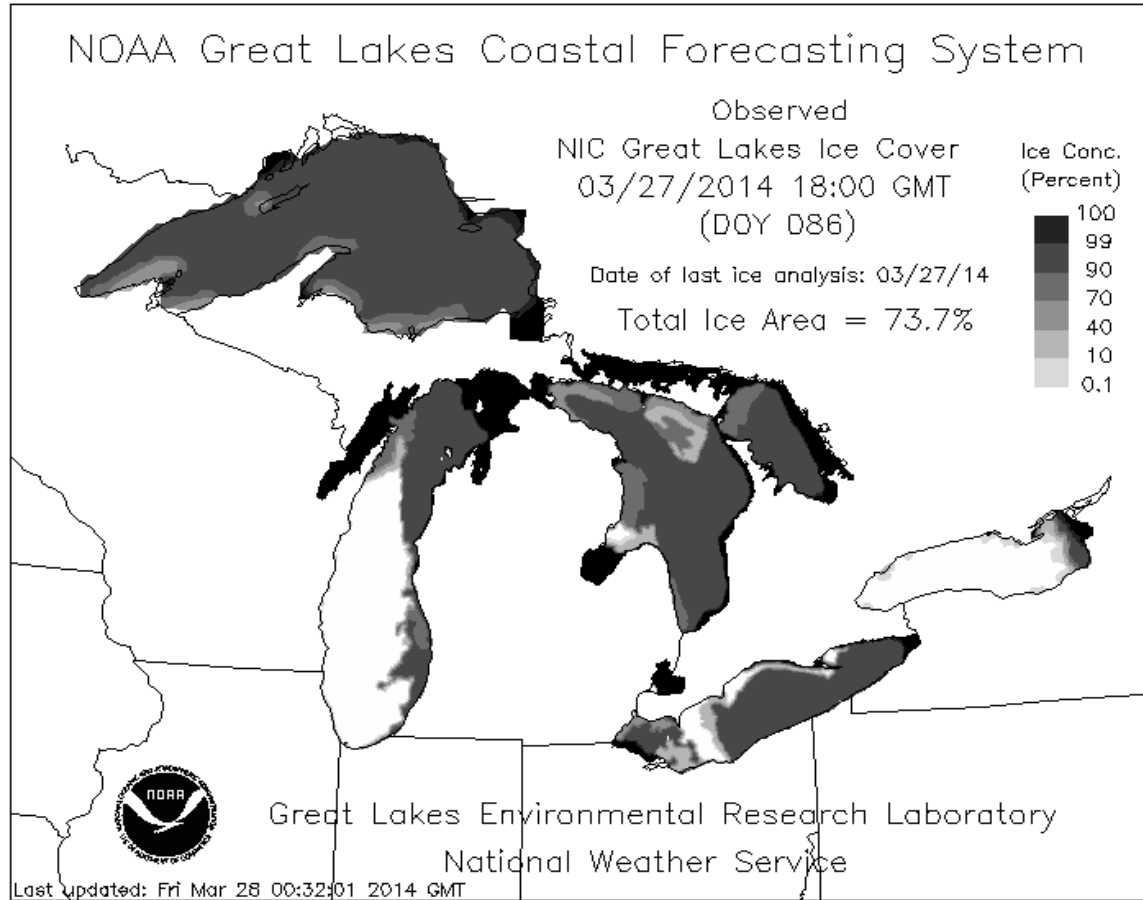 NOAA Great Lakes Coastal Forecasting System
Observed
NIC Great Lakes Ice Cover
03/27/2014 18:00 GMT
(DOY 086)
Date of last ice analysis: 03/27/14
Total Ice Area = 73.7%
Ice Conc.
(Percent)
100
99
90
70
40
10
0.1
NOAA
Great Lakes Environmental Research Laboratory
National Weather Service
Last updated: Fri Mar 28 00:32:01 2014 GMT